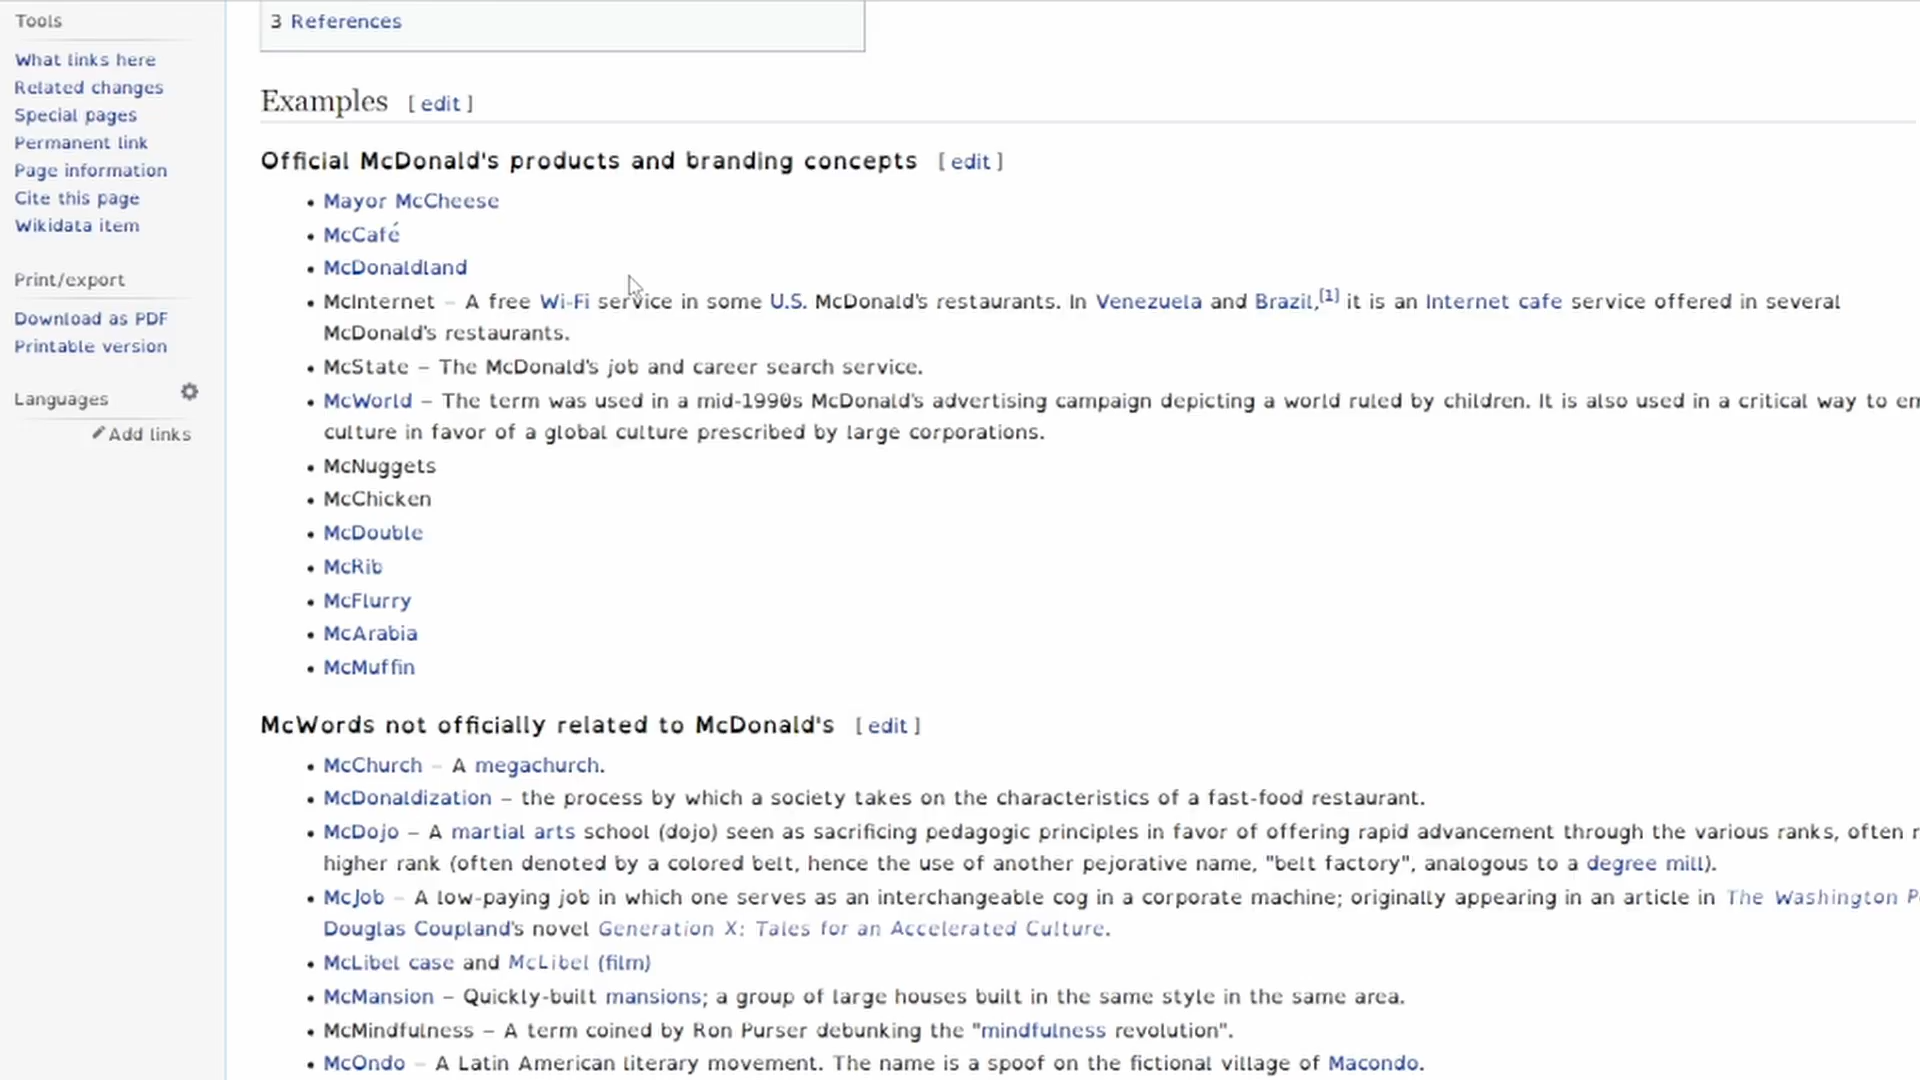 Tools
What links here
Related changes
Special pages
Permanent link
Page information
Cite this page
Wikidata item
Print/export
Download as PDF
Printable version
Languages
Add links
3 References
Examples [ edit ]
Official McDonald's products and branding concepts [ edit ]
• Mayor McCheese
• McCafé
• McDonaldland
• McInternet – A free Wi-Fi service in some U.S. McDonald's restaurants. In Venezuela and Brazil,[1] it is an Internet cafe service offered in several
McDonald's restaurants.
• McState – The McDonald's job and career search service.
• McWorld – The term was used in a mid-1990s McDonald's advertising campaign depicting a world ruled by children. It is also used in a critical way to
culture in favor of a global culture prescribed by large corporations.
• McNuggets
• McChicken
• McDouble
• McRib
• McFlurry
• McArabia
• McMuffin
McWords not officially related to McDonald's [ edit ]
• McChurch – A megachurch.
• McDonaldization – the process by which a society takes on the characteristics of a fast-food restaurant.
• McDojo – A martial arts school (dojo) seen as sacrificing pedagogic principles in favor of offering rapid advancement through the various ranks, often
higher rank (often denoted by a colored belt, hence the use of another pejorative name, "belt factory", analogous to a degree mill).
• McJob – A low-paying job in which one serves as an interchangeable cog in a corporate machine; originally appearing in an article in The Washington
Douglas Coupland's novel Generation X: Tales for an Accelerated Culture.
• McLibel case and McLibel (film)
• McMansion – Quickly-built mansions; a group of large houses built in the same style in the same area.
• McMindfulness – A term coined by Ron Purser debunking the "mindfulness revolution".
• McOndo – A Latin American literary movement. The name is a spoof on the fictional village of Macondo.